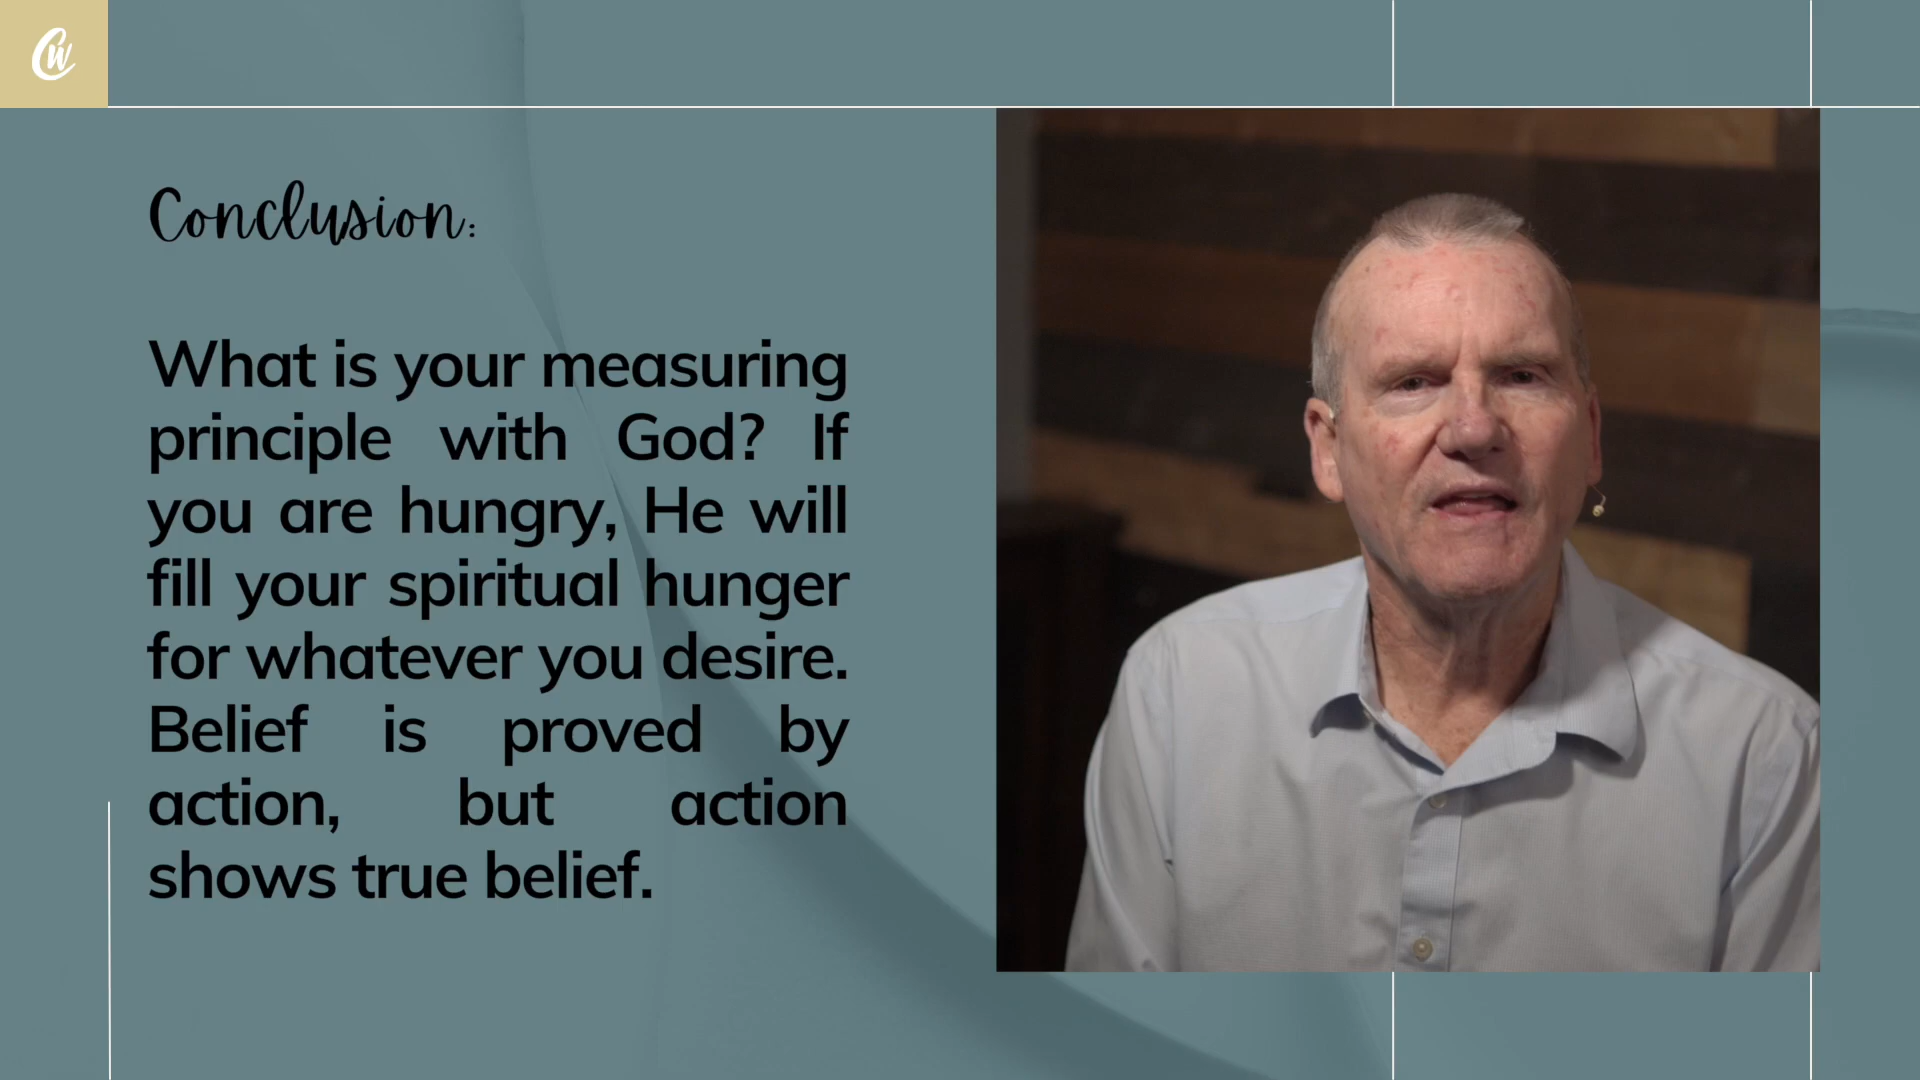 CW
Conclusion:
What is your measuring
principle with God? If
you are hungry, He will
fill your spiritual hunger
for whatever you desire.
Belief is proved by
action, but action
shows true belief.